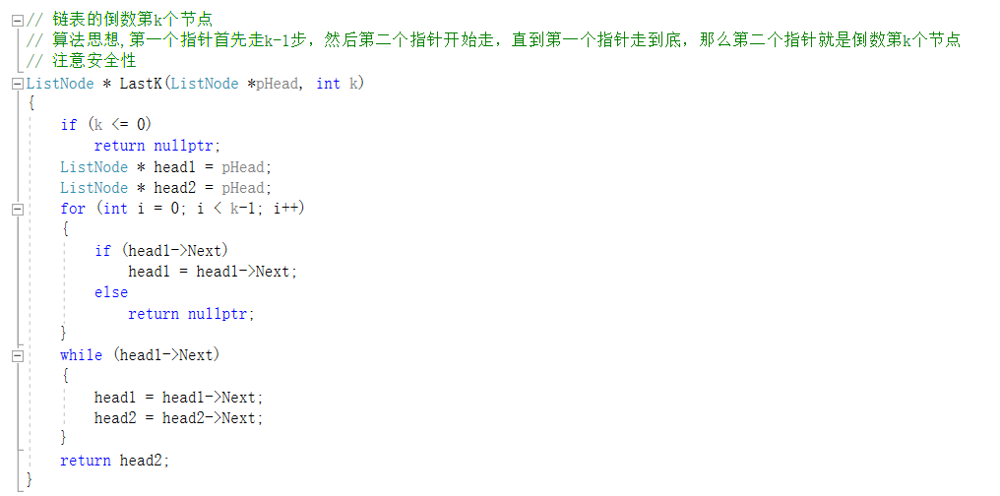 // 链表的倒数第k个节点
// 算法思想,第一个指针首先走k-1步，然后第二个指针开始走，直到第一个指针走到底，那么第二个指针就是倒数第k个节点
// 注意安全性
ListNode * LastK(ListNode *pHead, int k)
{
    if (k <= 0)
        return nullptr;
    ListNode * head1 = pHead;
    ListNode * head2 = pHead;
    for (int i = 0; i < k-1; i++)
    {
        if (head1->Next)
            head1 = head1->Next;
        else
            return nullptr;
    }
    while (head1->Next)
    {
        head1 = head1->Next;
        head2 = head2->Next;
    }
    return head2;
}